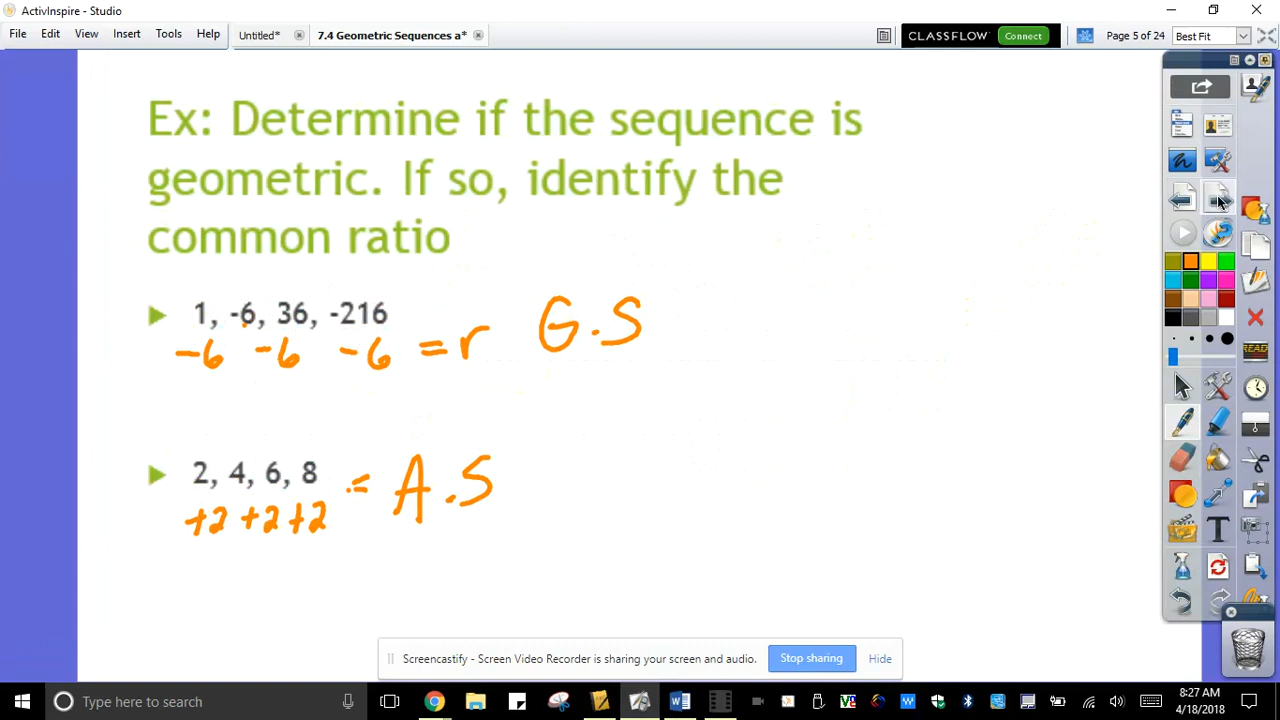 ActivInspire - Studio
File Edit View Insert Tools Help Untitled* 7.4 Geometric Sequences a* CLASSFLOW Connect Page 5 of 24 Best Fit
Ex: Determine if the sequence is
geometric. If so, identify the
common ratio
1, -6, 36, -216 G.S
-6 -6 -6 = r
2, 4, 6, 8 = A.S
+2 +2 +2
READ
T
Screencastify - Screen Video Recorder is sharing your screen and audio. Stop sharing Hide
Type here to search
8:27 AM
4/18/2018